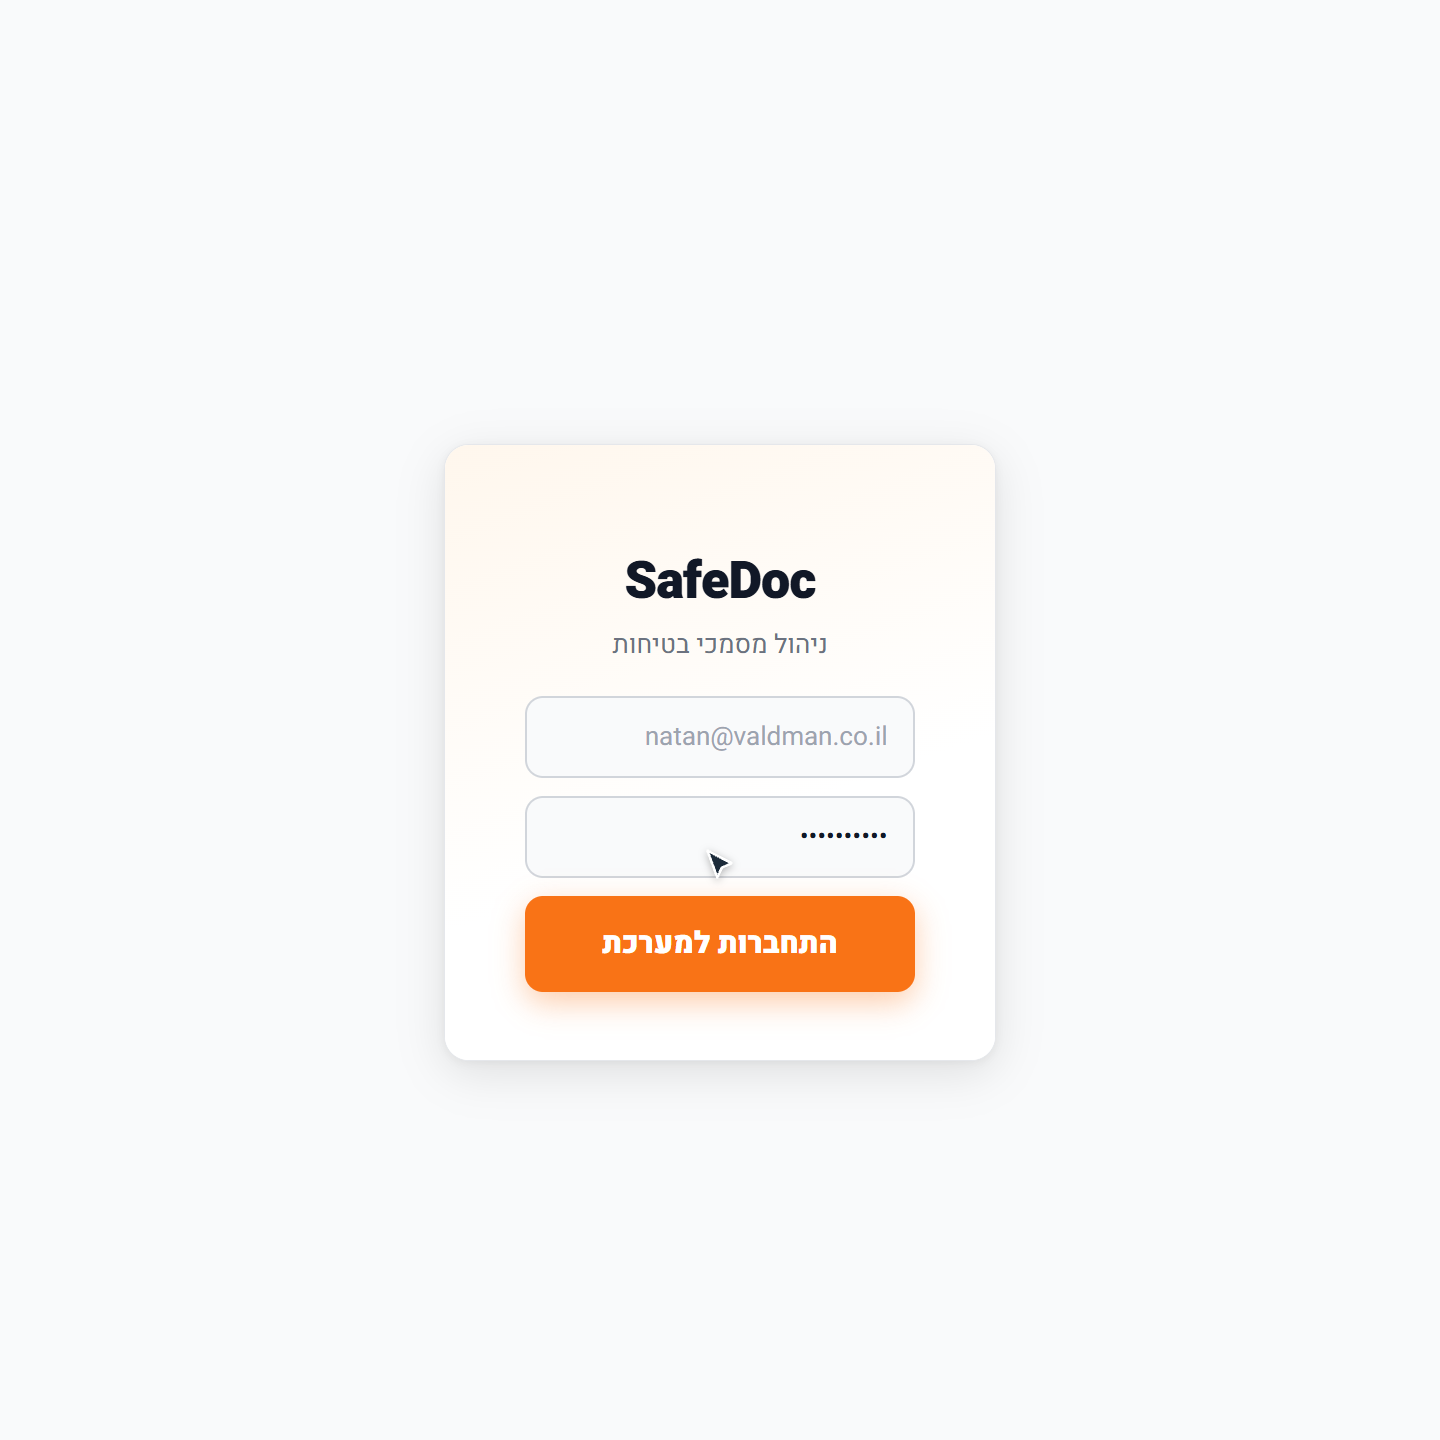 SafeDoc
ניהול מסמכי בטיחות
natan@valdman.co.il
••••••••••
התחברות למערכת